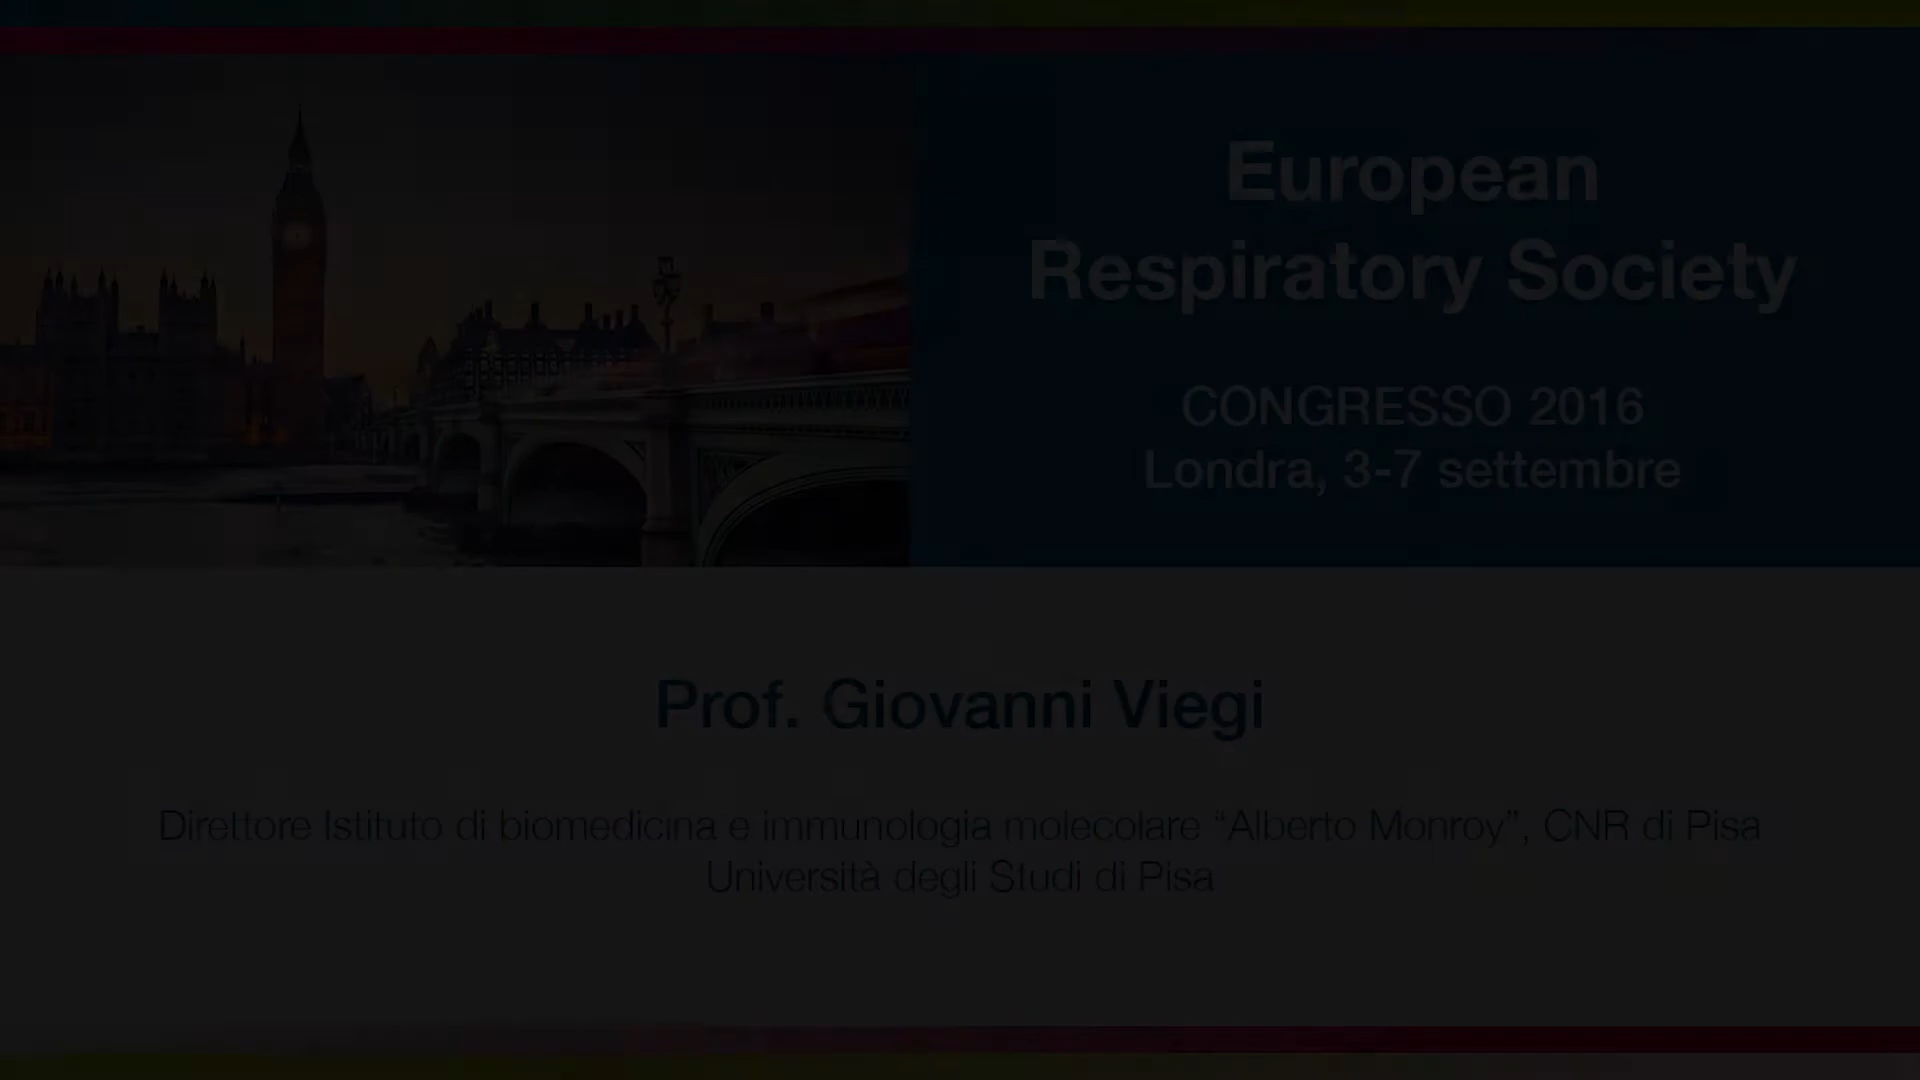 European
Respiratory Society
CONGRESSO 2016
Londra, 3-7 settembre
Prof. Giovanni Viegi
Direttore Istituto di biomedicina e immunologia molecolare “Alberto Monroy”, CNR di Pisa
Università degli Studi di Pisa